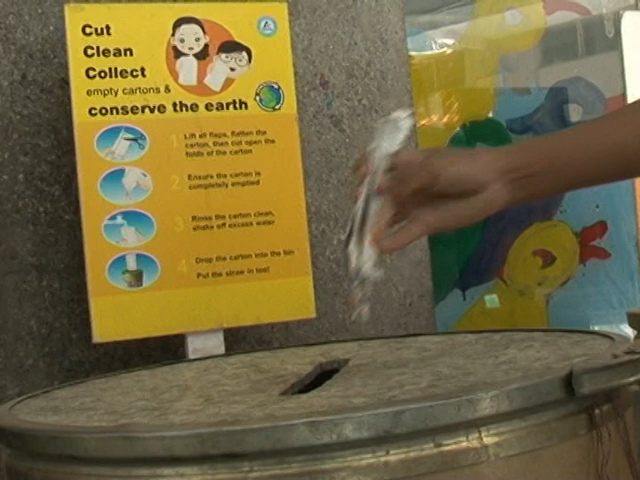 Cut
Clean
Collect
empty cartons &
conserve the earth
1 Lift all flaps, flatten the
carton, then cut open the
folds of the carton
2 Ensure the carton is
completely emptied
3 Rinse the carton clean,
shake off excess water
4 Drop the carton into the bin
Put the straw in too!